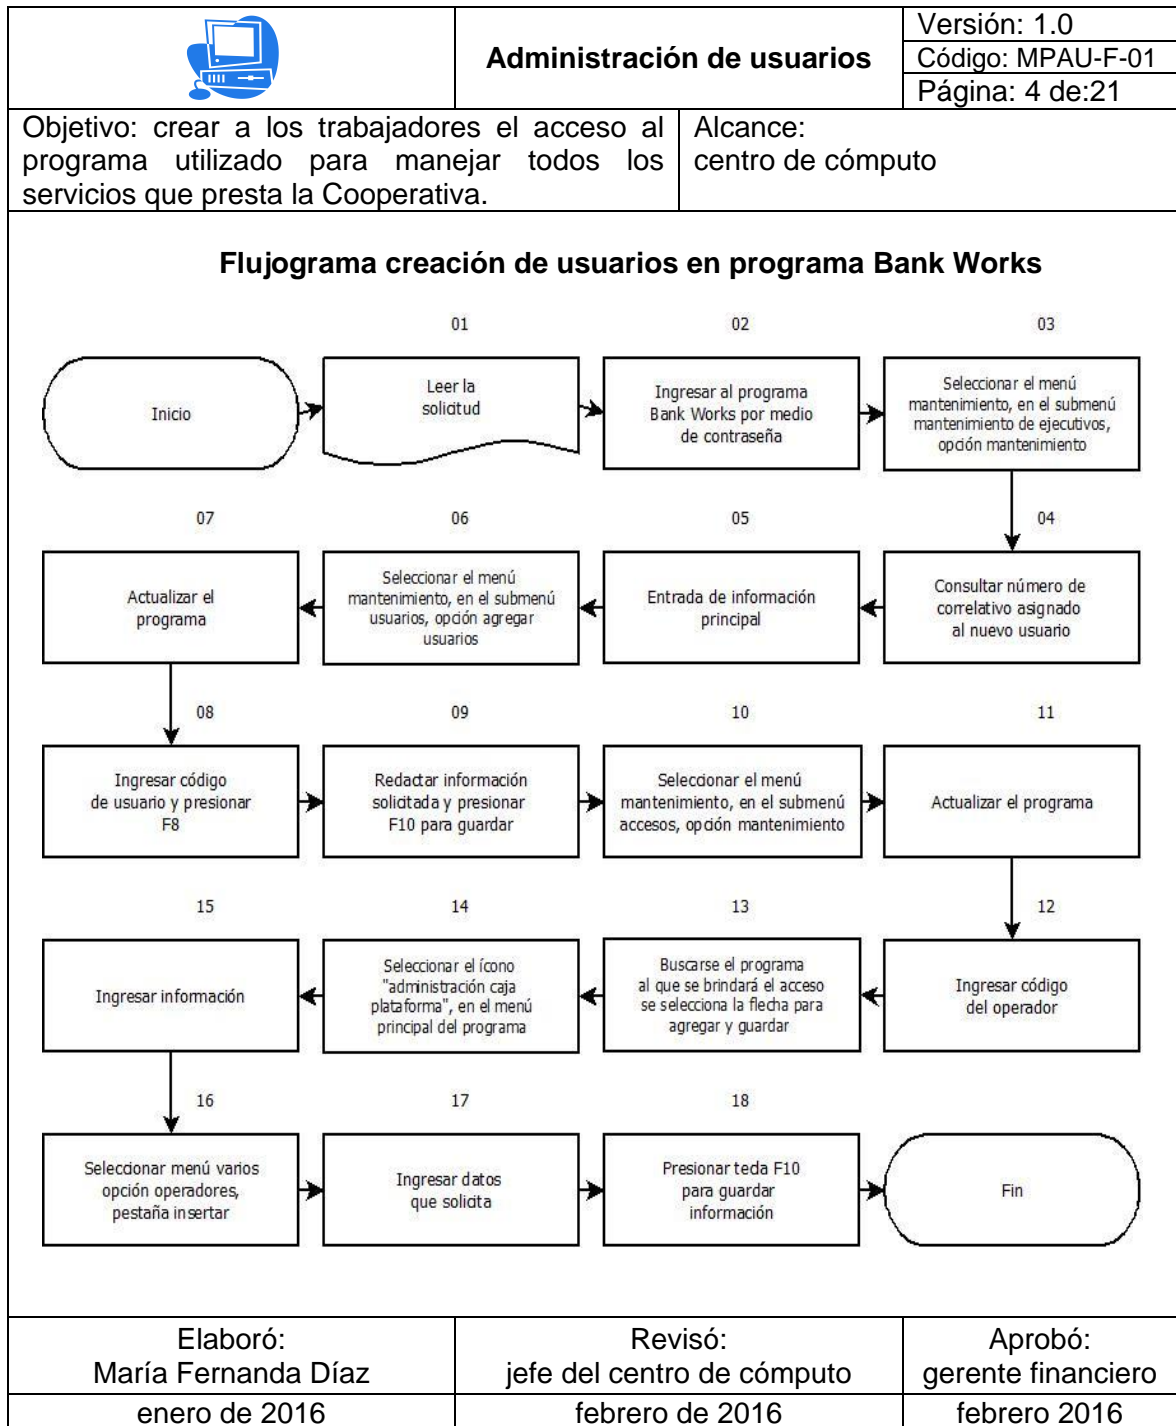 Administración de usuarios
Versión: 1.0
Código: MPAU-F-01
Página: 4 de:21
Objetivo: crear a los trabajadores el acceso al
programa utilizado para manejar todos los
servicios que presta la Cooperativa.
Alcance:
centro de cómputo
Flujograma creación de usuarios en programa Bank Works
Inicio
01
Leer la
solicitud
02
Ingresar al programa
Bank Works por medio
de contraseña
03
Seleccionar el menú
mantenimiento, en el submenú
mantenimiento de ejecutivos,
opción mantenimiento
04
Consultar número de
correlativo asignado
al nuevo usuario
05
Entrada de información
principal
06
Seleccionar el menú
mantenimiento, en el submenú
usuarios, opción agregar
usuarios
07
Actualizar el
programa
08
Ingresar código
de usuario y presionar
F8
09
Redactar información
solicitada y presionar
F10 para guardar
10
Seleccionar el menú
mantenimiento, en el submenú
accesos, opción mantenimiento
11
Actualizar el programa
12
Ingresar código
del operador
13
Buscarse el programa
al que se brindará el acceso
se selecciona la flecha para
agregar y guardar
14
Seleccionar el ícono
"administración caja
plataforma", en el menú
principal del programa
15
Ingresar información
16
Seleccionar menú varios
opción operadores,
pestaña insertar
17
Ingresar datos
que solicita
18
Presionar tecla F10
para guardar
información
Fin
Elaboró:
María Fernanda Díaz
Revisó:
jefe del centro de cómputo
Aprobó:
gerente financiero
enero de 2016
febrero de 2016
febrero 2016